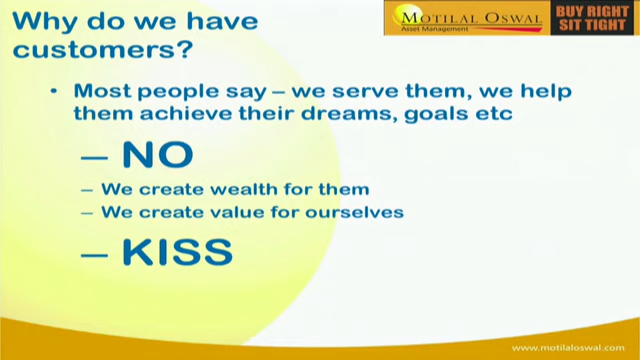 Why do we have
customers?
MOTILAL OSWAL
Asset Management
BUY RIGHT
SIT TIGHT
• Most people say – we serve them, we help
them achieve their dreams, goals etc
– NO
– We create wealth for them
– We create value for ourselves
– KISS
www.motilaloswal.com